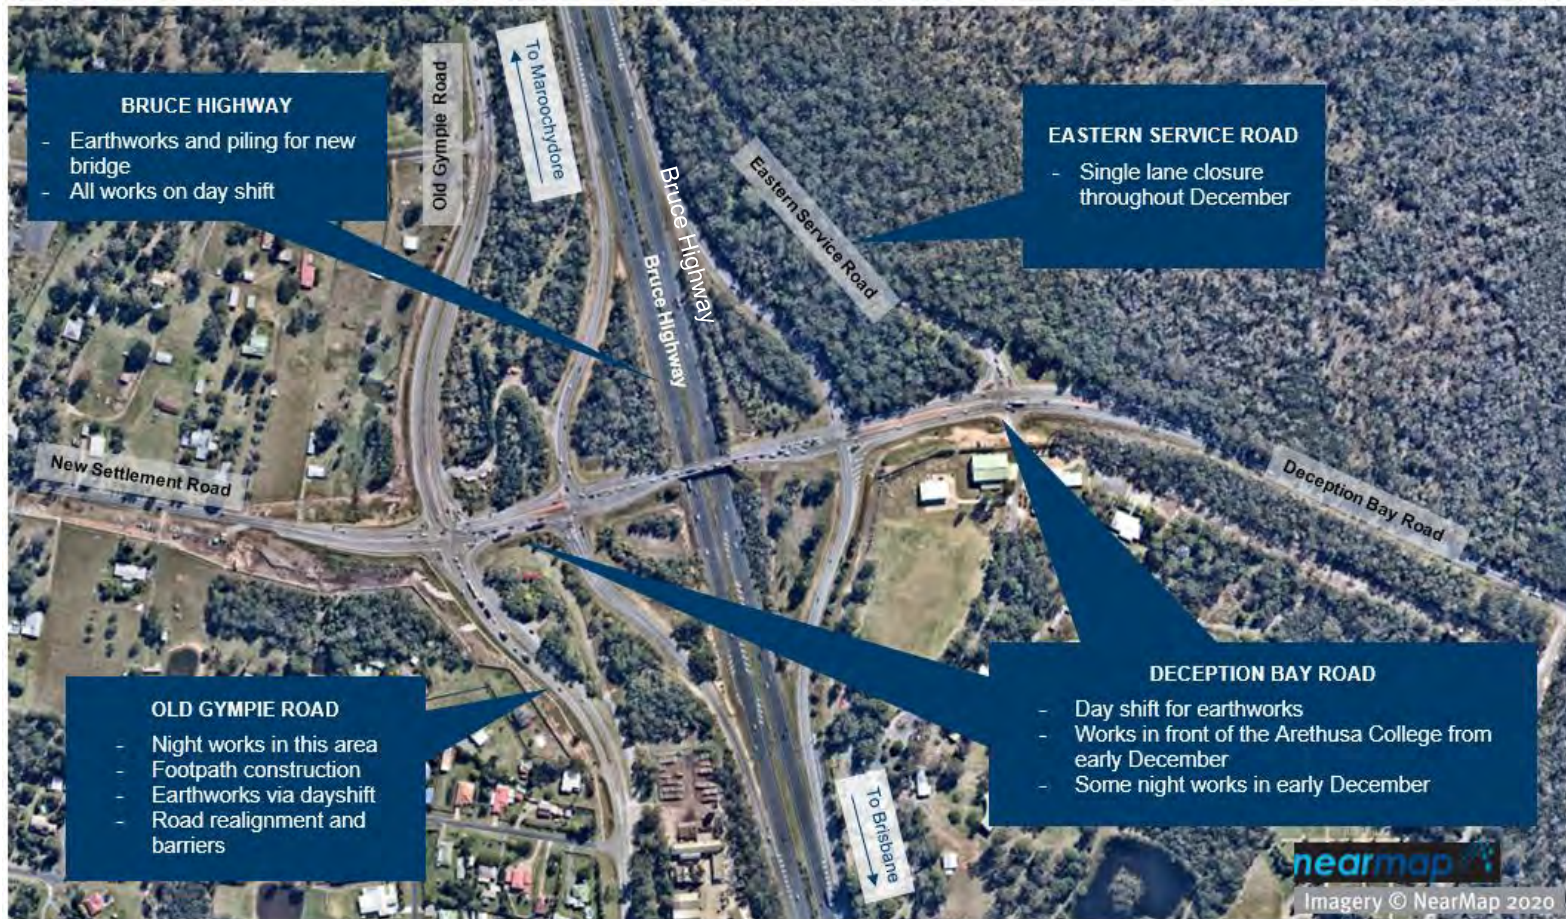 BRUCE HIGHWAY
- Earthworks and piling for new
bridge
- All works on day shift
Old Gympie Road
To Maroochydore
Bruce Highway
Bruce Highway
Eastern Service Road
EASTERN SERVICE ROAD
- Single lane closure
throughout December
New Settlement Road
Deception Bay Road
OLD GYMPIE ROAD
- Night works in this area
- Footpath construction
- Earthworks via dayshift
- Road realignment and
barriers
To Brisbane
DECEPTION BAY ROAD
- Day shift for earthworks
- Works in front of the Arethusa College from
early December
- Some night works in early December
nearmap
Imagery © NearMap 2020